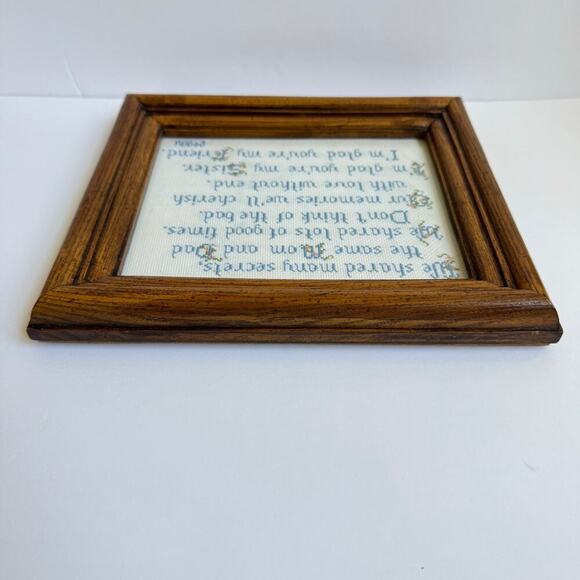 We shared many secrets,
the same Mom and Dad
We shared lots of good times.
Don't think of the bad.
Our memories we'll cherish
with love without end.
I'm glad you're my Sister.
I'm glad you're my Friend.
Peggy